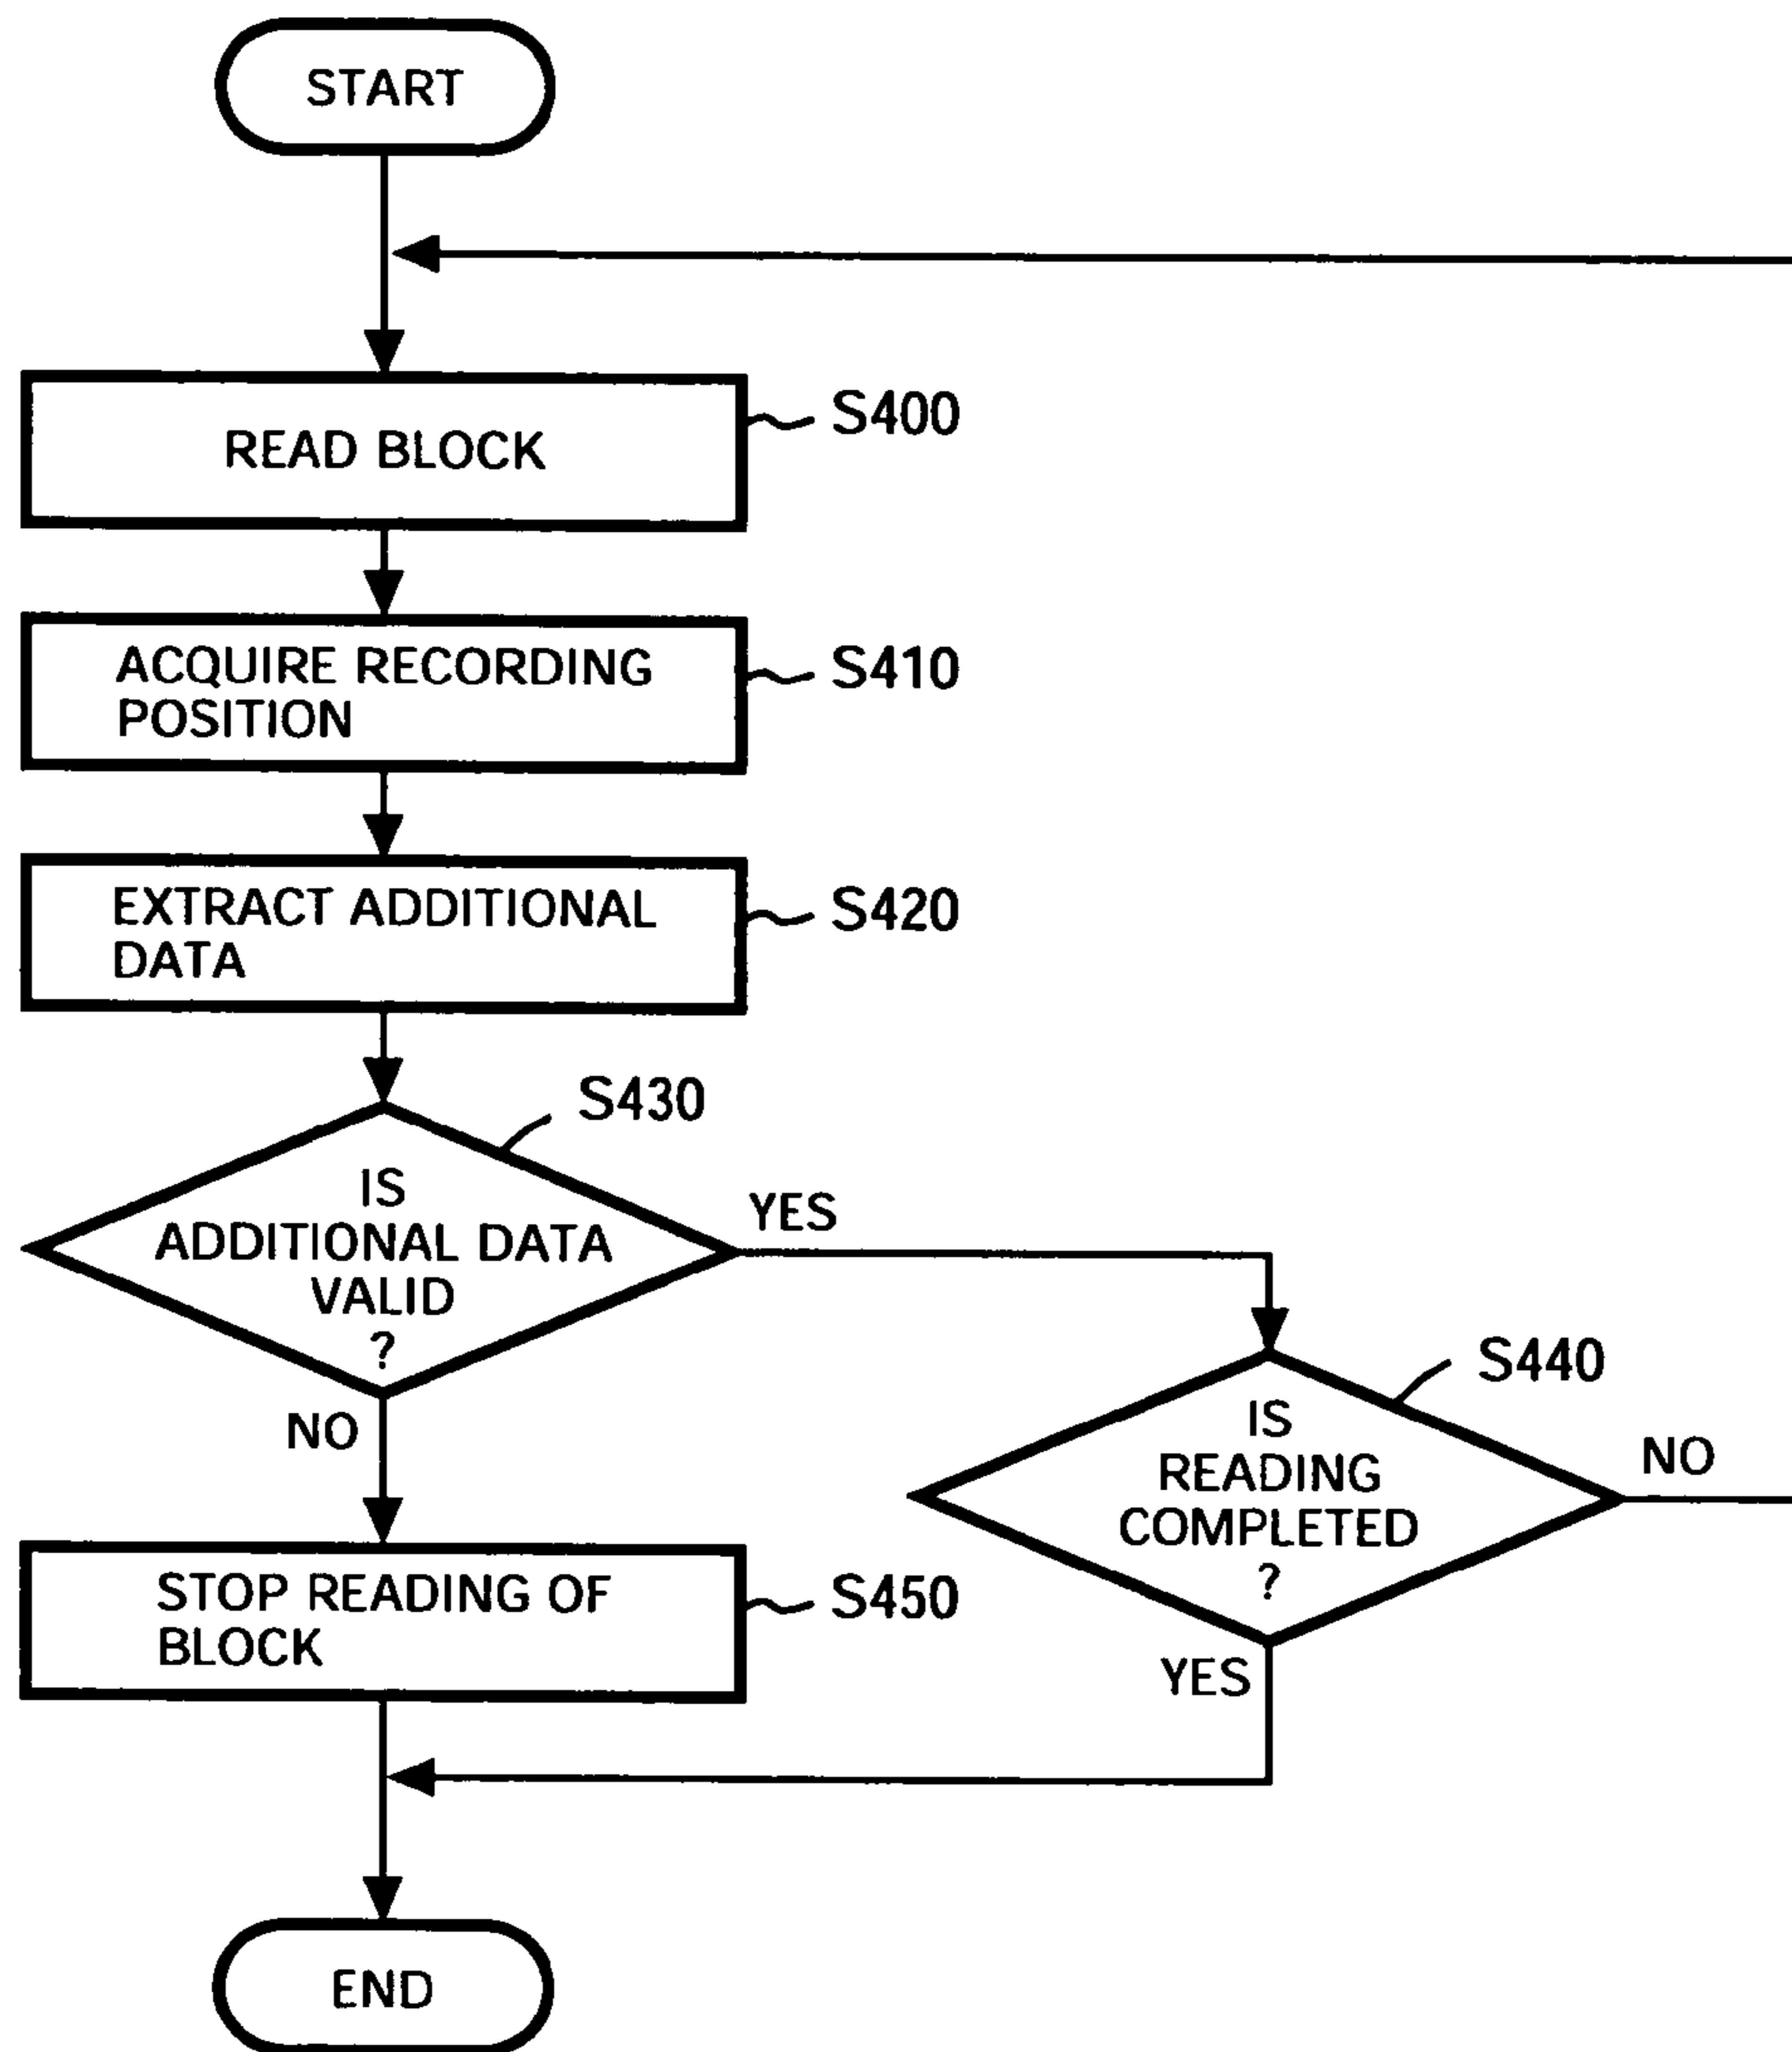 START
READ BLOCK
S400
ACQUIRE RECORDING
POSITION
S410
EXTRACT ADDITIONAL
DATA
S420
S430
IS
ADDITIONAL DATA
VALID
?
YES
NO
S440
IS
READING
COMPLETED
?
NO
YES
STOP READING OF
BLOCK
S450
END